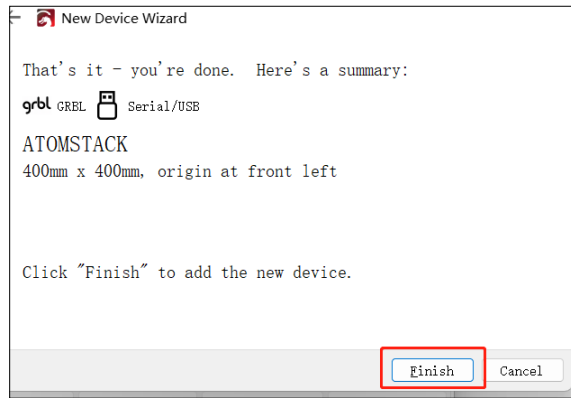 New Device Wizard
That's it - you're done. Here's a summary:
grbl GRBL Serial/USB
ATOMSTACK
400mm x 400mm, origin at front left
Click "Finish" to add the new device.
Finish Cancel